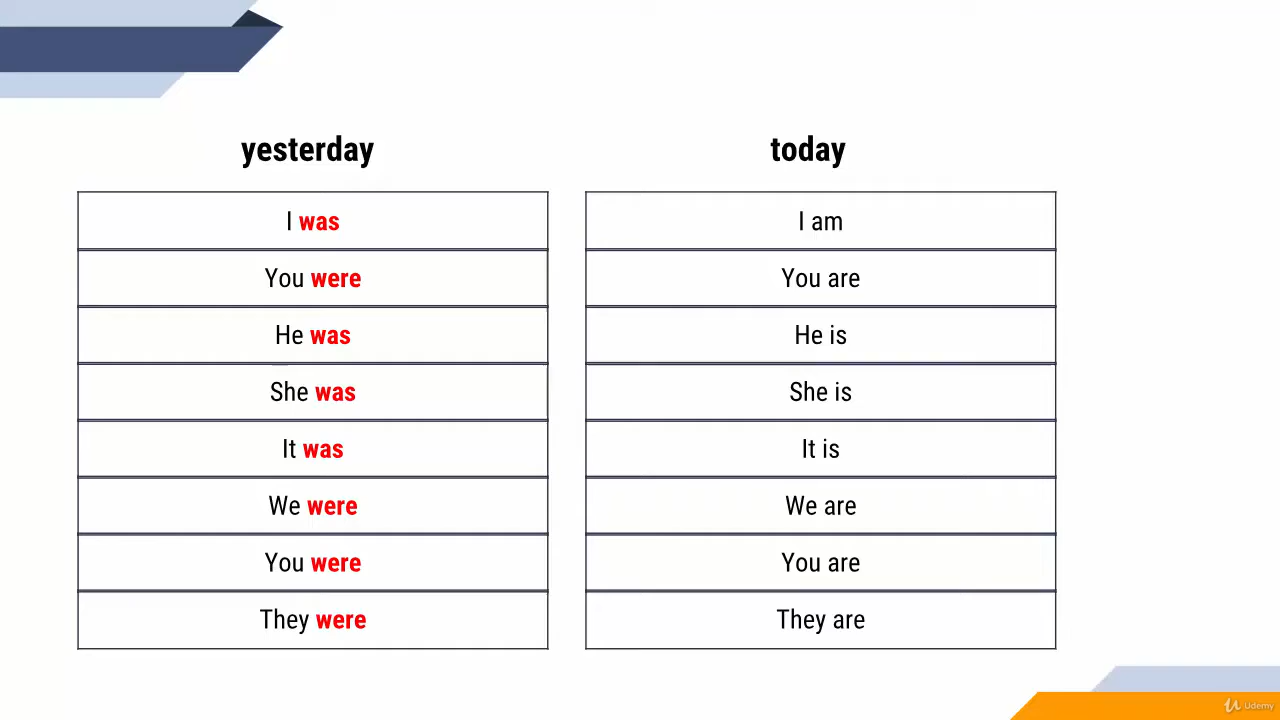 yesterday
today
I was
I am
You were
You are
He was
He is
She was
She is
It was
It is
We were
We are
You were
You are
They were
They are
Udemy